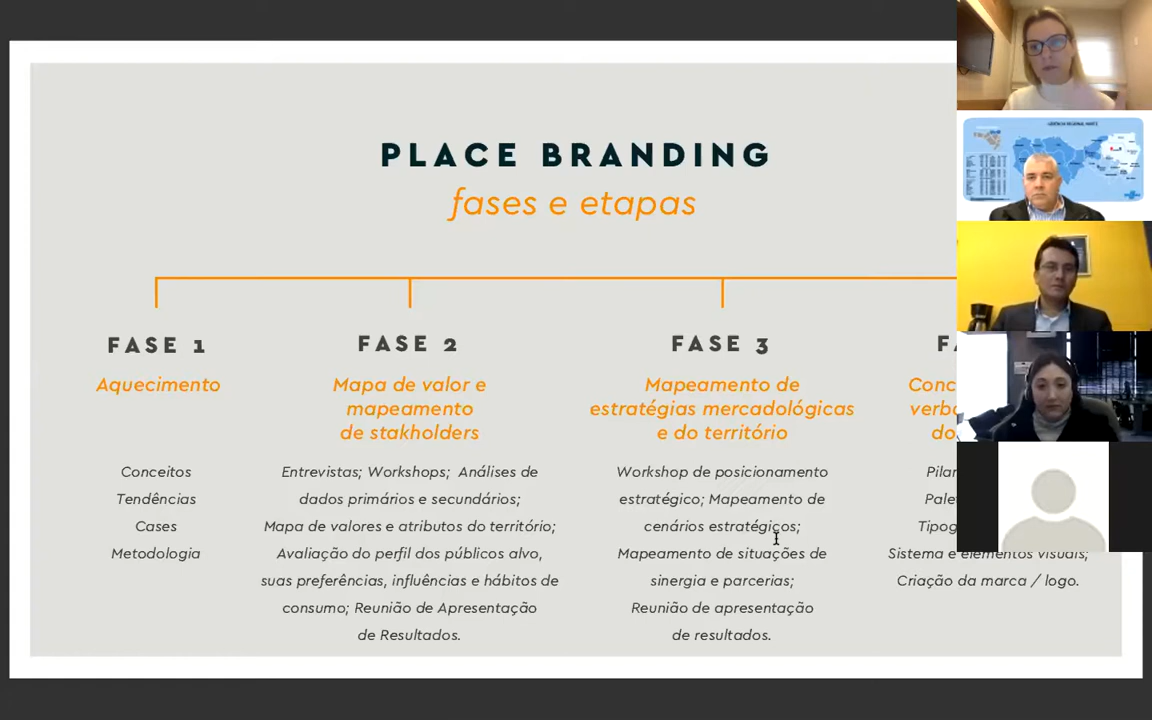 PLACE BRANDING
fases e etapas
FASE 1
Aquecimento
Conceitos
Tendências
Cases
Metodologia
FASE 2
Mapa de valor e
mapeamento
de stakholders
Entrevistas; Workshops; Análises de
dados primários e secundários;
Mapa de valores e atributos do território;
Avaliação do perfil dos públicos alvo,
suas preferências, influências e hábitos de
consumo; Reunião de Apresentação
de Resultados.
FASE 3
Mapeamento de
estratégias mercadológicas
e do território
Workshop de posicionamento
estratégico; Mapeamento de
cenários estratégicos;
Mapeamento de situações de
sinergia e parcerias;
Reunião de apresentação
de resultados.
Sistema e elementos visuais;
Criação da marca / logo.